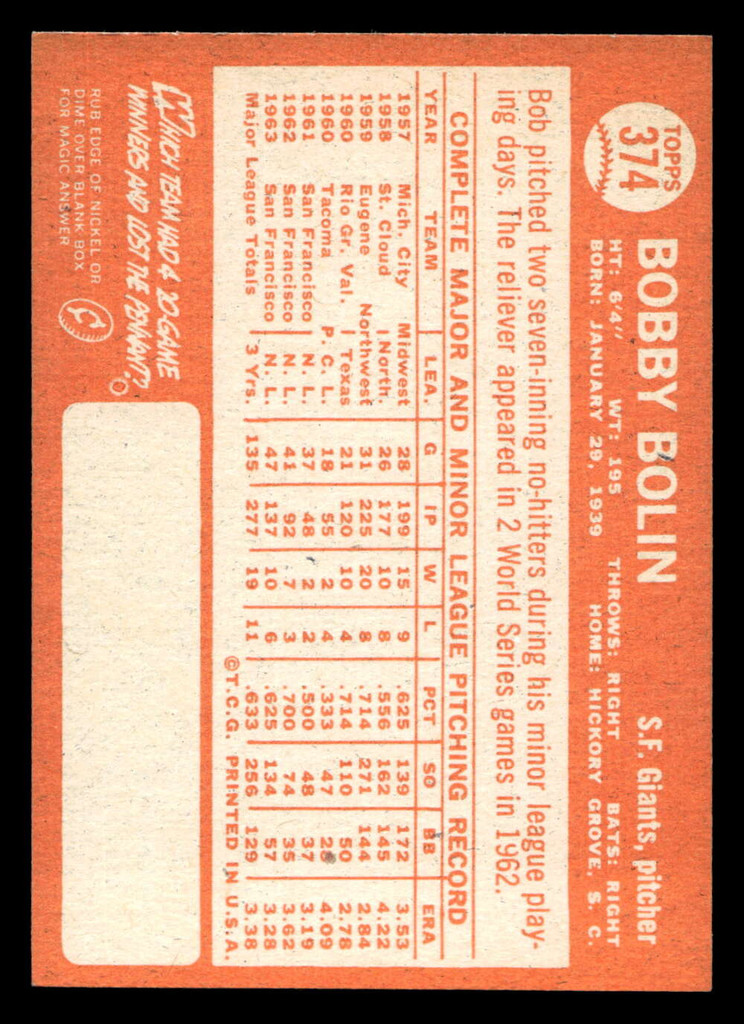 TOPPS
374
BOBBY BOLIN
S.F. Giants, pitcher
HT: 6'4" WT: 195 THROWS: RIGHT BATS: RIGHT
BORN: JANUARY 29, 1939 HOME: HICKORY GROVE, S. C.
Bob pitched two seven-inning no-hitters during his minor league play-
ing days. The reliever appeared in 2 World Series games in 1962.
COMPLETE MAJOR AND MINOR LEAGUE PITCHING RECORD
YEAR TEAM LEA. G IP W L PCT SO BB ERA
1957 Mich. City Midwest 28 199 15 9 .625 139 172 3.53
1958 St. Cloud North. 26 177 10 8 .556 162 145 4.22
1959 Eugene Northwest 31 225 20 8 .714 271 144 2.84
1960 Rio Gr. Val. Texas 21 120 10 4 .714 110 50 2.78
1960 Tacoma P. C. L. 18 55 2 4 .333 47 28 4.09
1961 San Francisco N. L. 37 48 2 2 .500 48 37 3.19
1962 San Francisco N. L. 41 92 7 3 .700 74 35 3.62
1963 San Francisco N. L. 47 137 10 6 .625 134 57 3.28
Major League Totals 3 Yrs. 135 277 19 11 .633 256 129 3.38
©T.C.G. PRINTED IN U.S.A.
WHICH TEAM HAD 4 20-GAME
WINNERS AND LOST THE PENNANT?
RUB EDGE OF NICKEL OR
DIME OVER BLANK BOX
FOR MAGIC ANSWER